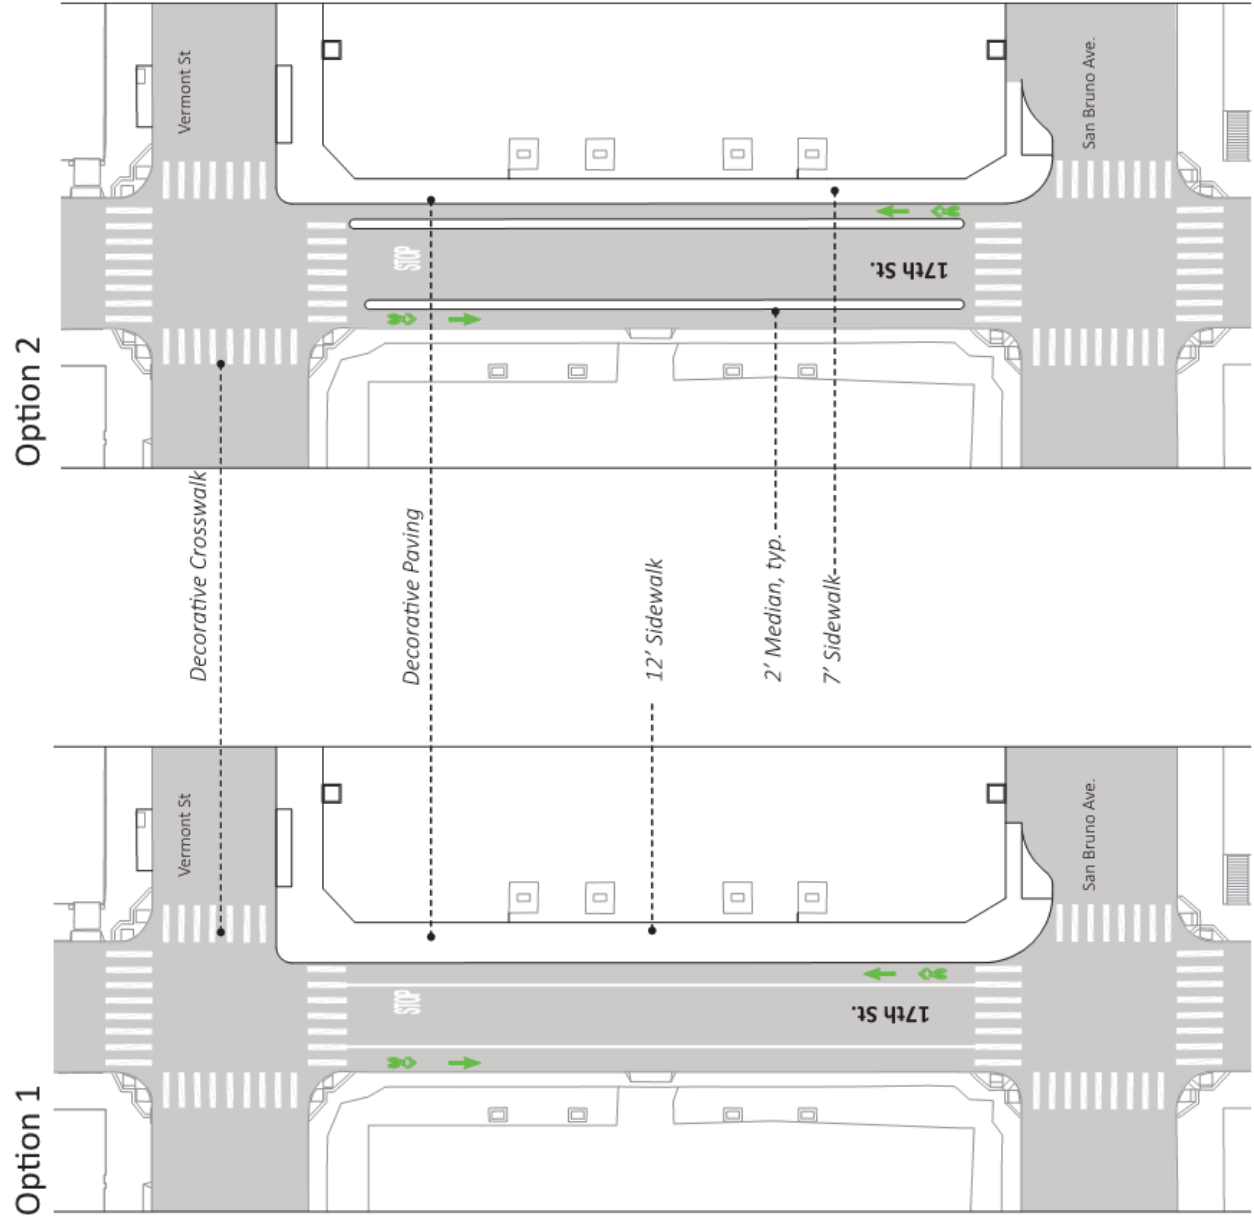 Option 2
Vermont St
San Bruno Ave.
STOP
17th St.
Decorative Crosswalk
Decorative Paving
12' Sidewalk
2' Median, typ.
7' Sidewalk
Option 1
Vermont St
San Bruno Ave.
STOP
17th St.